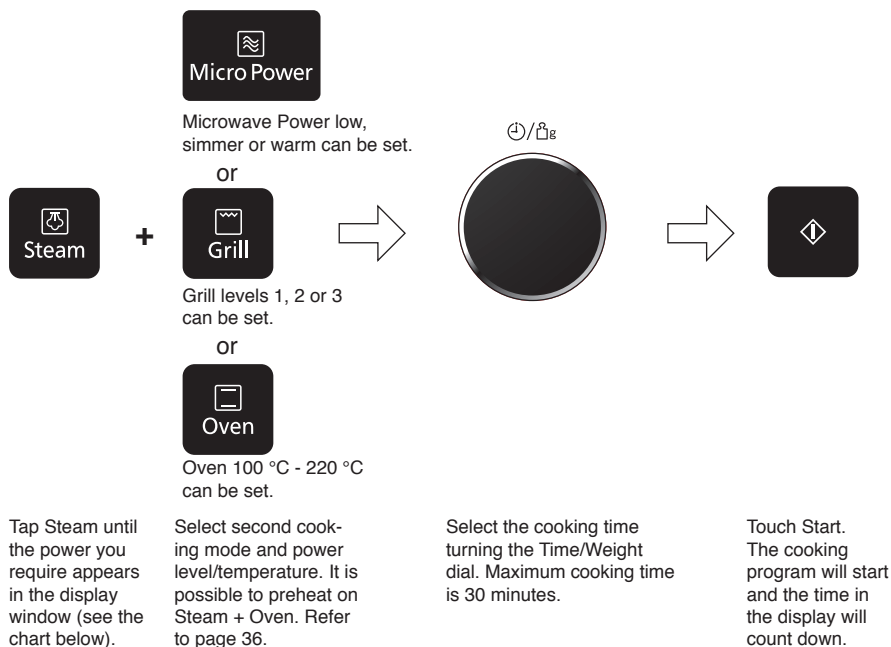 Micro Power
Microwave Power low,
simmer or warm can be set.
or
Steam
+
Grill
Grill levels 1, 2 or 3
can be set.
or
Oven
Oven 100 °C - 220 °C
can be set.
/g
Tap Steam until
the power you
require appears
in the display
window (see the
chart below).
Select second cook-
ing mode and power
level/temperature. It is
possible to preheat on
Steam + Oven. Refer
to page 36.
Select the cooking time
turning the Time/Weight
dial. Maximum cooking time
is 30 minutes.
Touch Start.
The cooking
program will start
and the time in
the display will
count down.